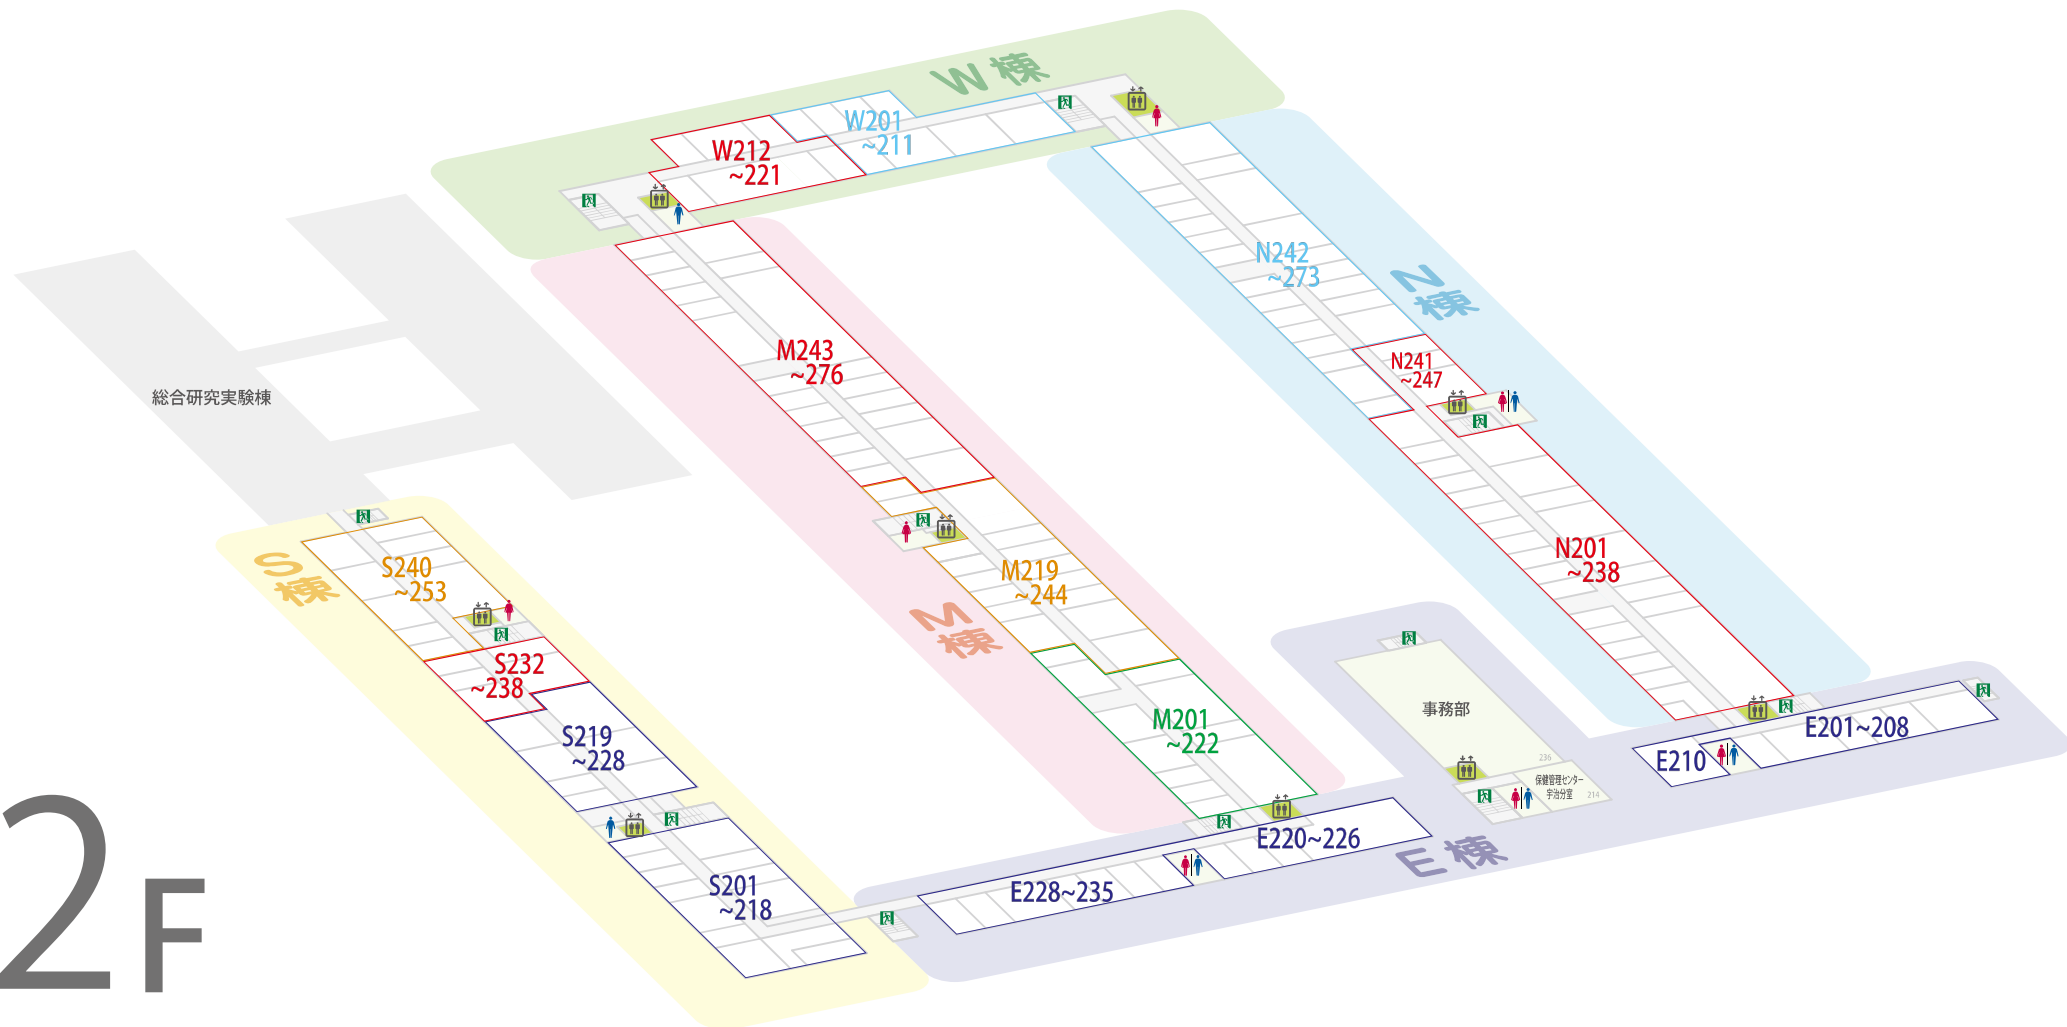 W棟
W201
~211
W212
~221
N242
~273
N棟
N241
~247
M243
~276
総合研究実験棟
N201
~238
S240
~253
S棟
M219
~244
M棟
S232
~238
S219
~228
M201
~222
事務部
236
保健管理センター
宇治分室
214
E201~208
E210
E220~226
E棟
E228~235
S201
~218
2F